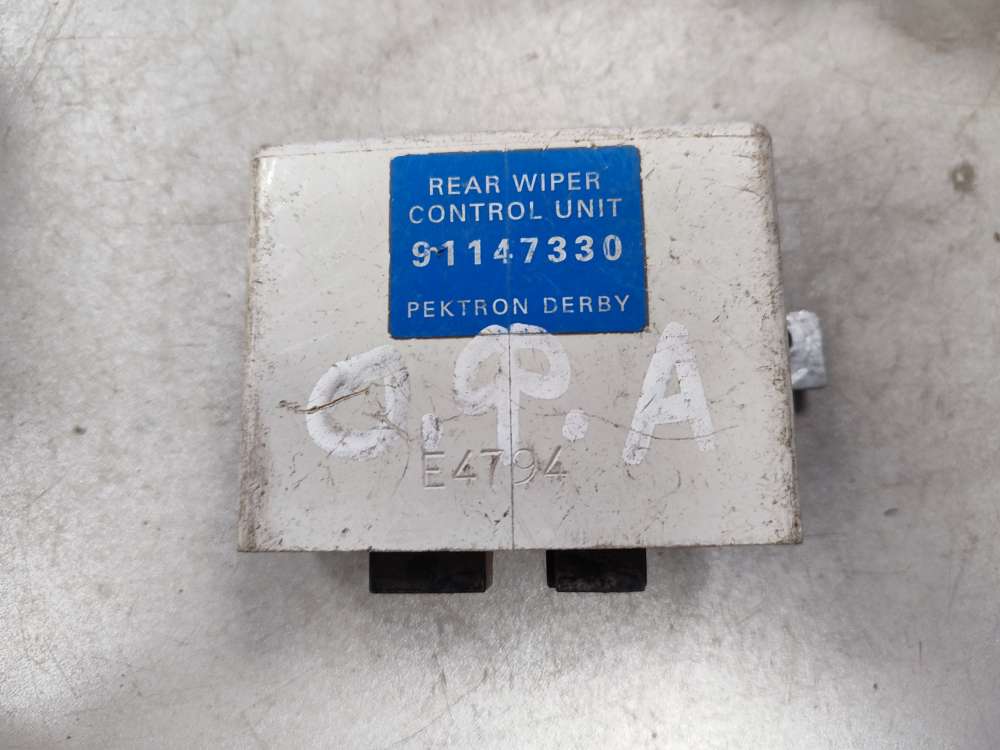 REAR WIPER
CONTROL UNIT
91147330
PEKTRON DERBY
O.Ф.A
E4794